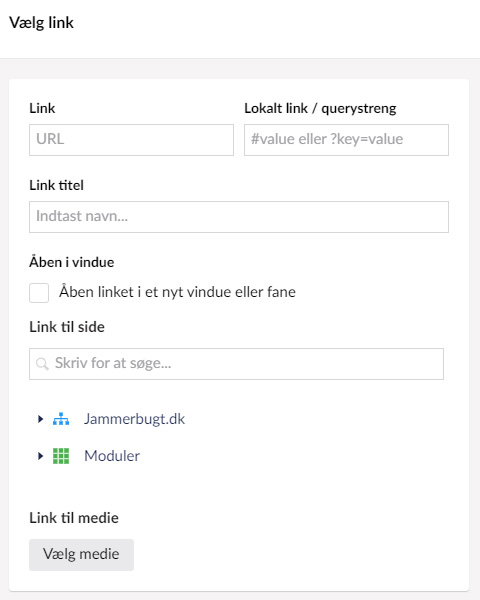 Vælg link
Link
Lokalt link / querystreng
URL
#value eller ?key=value
Link titel
Indtast navn...
Åben i vindue
Åben linket i et nyt vindue eller fane
Link til side
Skriv for at søge...
Jammerbugt.dk
Moduler
Link til medie
Vælg medie